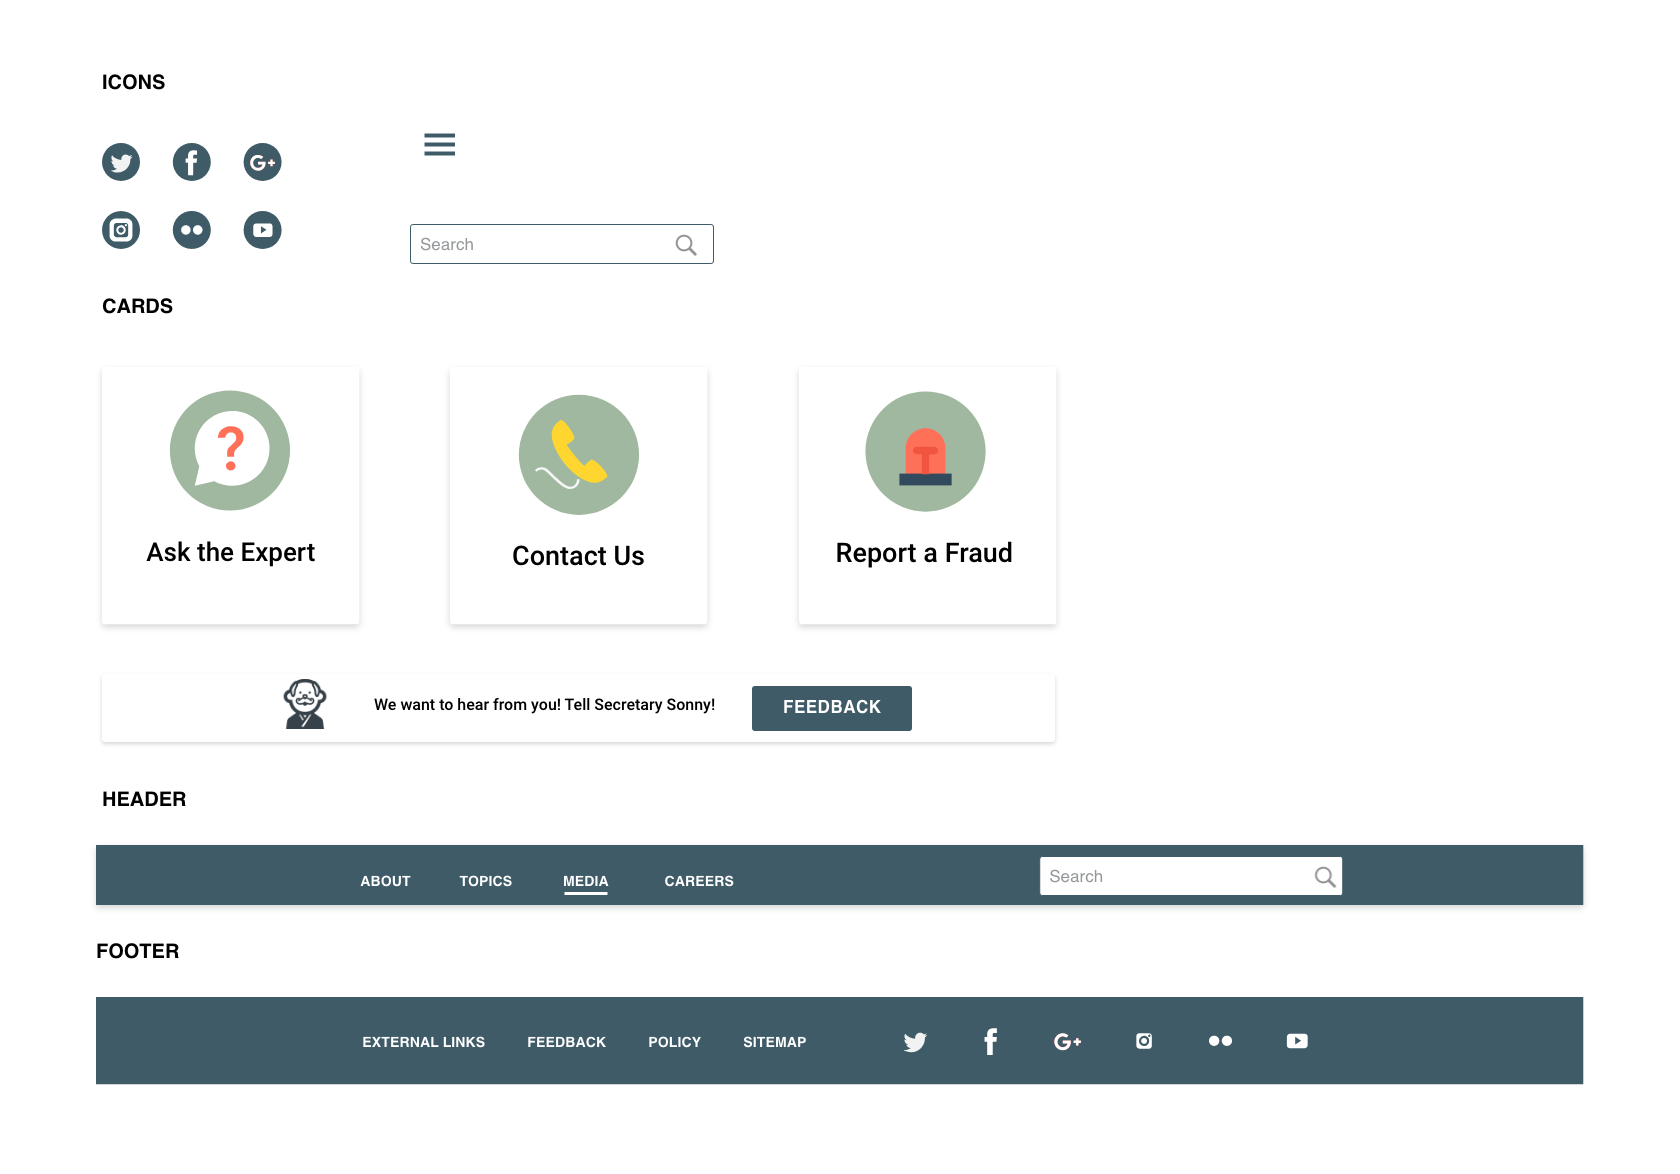 ICONS
Search
CARDS
?
Ask the Expert
Contact Us
Report a Fraud
We want to hear from you! Tell Secretary Sonny!
FEEDBACK
HEADER
ABOUT TOPICS MEDIA CAREERS
Search
FOOTER
EXTERNAL LINKS FEEDBACK POLICY SITEMAP